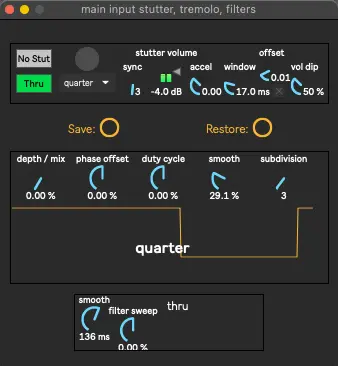 main input stutter, tremolo, filters
No Stut
stutter volume
offset
sync
accel
window
0.01
vol dip
Thru
quarter
3
-4.0 dB
0.00
17.0 ms
50 %
Save:
Restore:
depth / mix
phase offset
duty cycle
smooth
subdivision
0.00 %
0.00 %
0.00 %
29.1 %
3
quarter
smooth
filter sweep
thru
136 ms
0.00 %